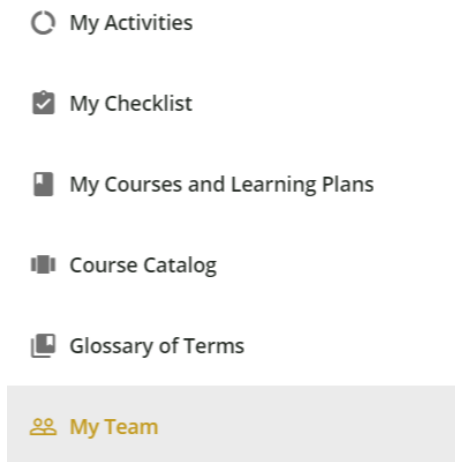 My Activities
My Checklist
My Courses and Learning Plans
Course Catalog
Glossary of Terms
My Team